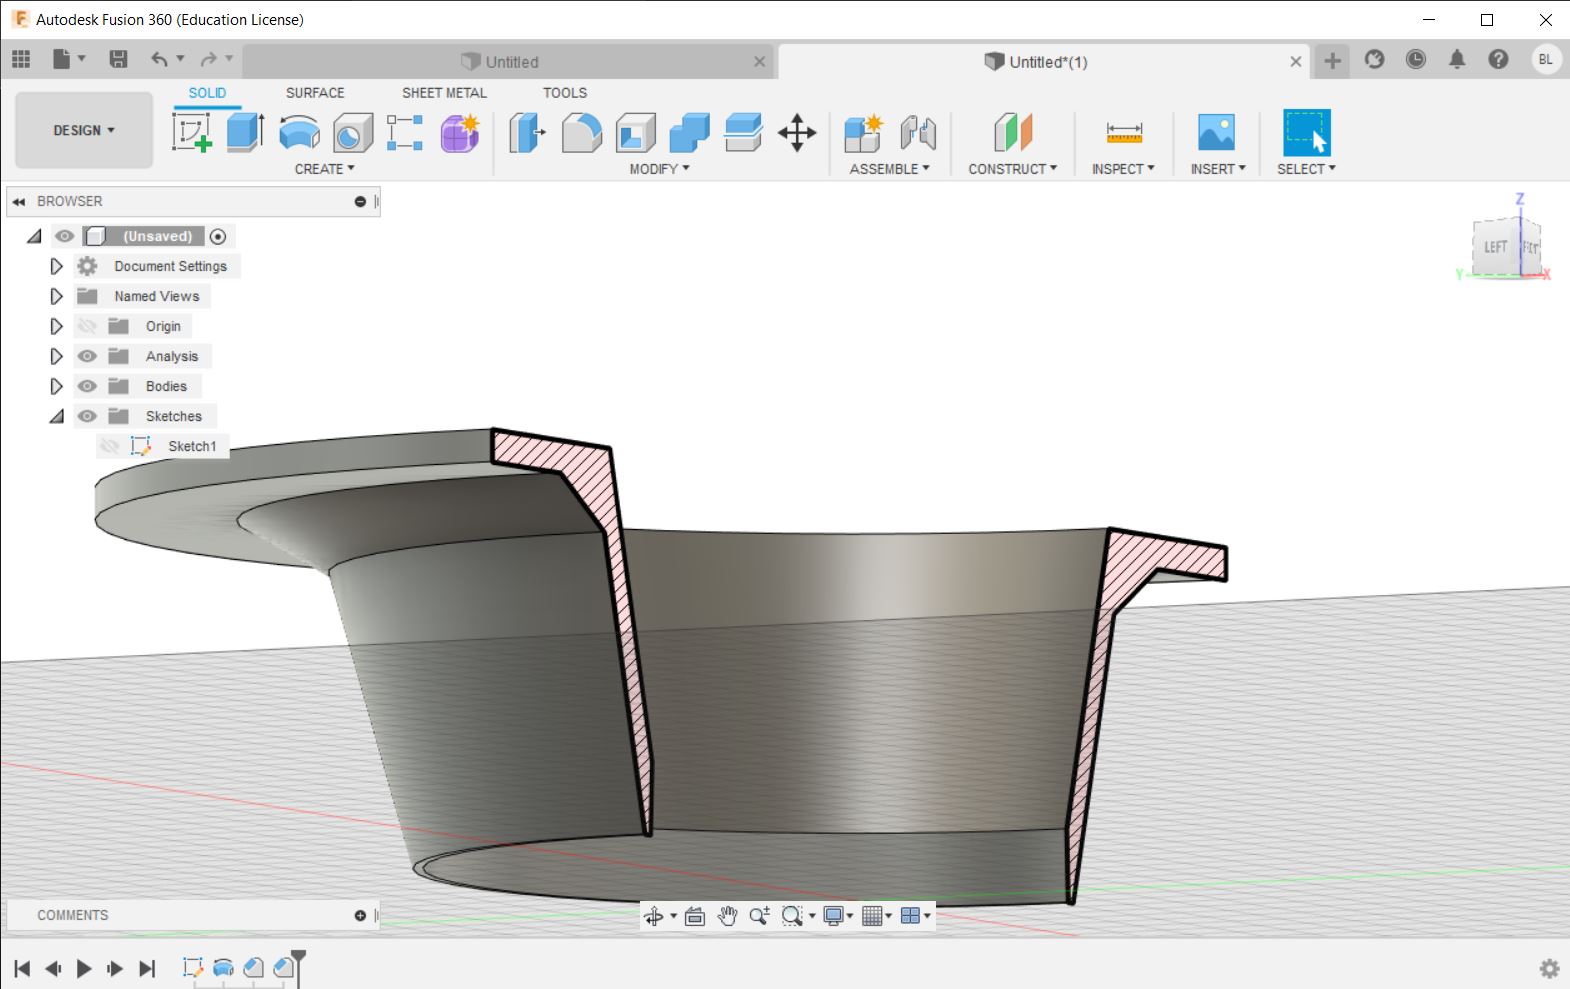 Autodesk Fusion 360 (Education License)
Untitled
Untitled*(1)
BL
DESIGN
SOLID
SURFACE
SHEET METAL
TOOLS
CREATE
MODIFY
ASSEMBLE
CONSTRUCT
INSPECT
INSERT
SELECT
BROWSER
(Unsaved)
Document Settings
Named Views
Origin
Analysis
Bodies
Sketches
Sketch1
Z
LEFT
Y
X
COMMENTS